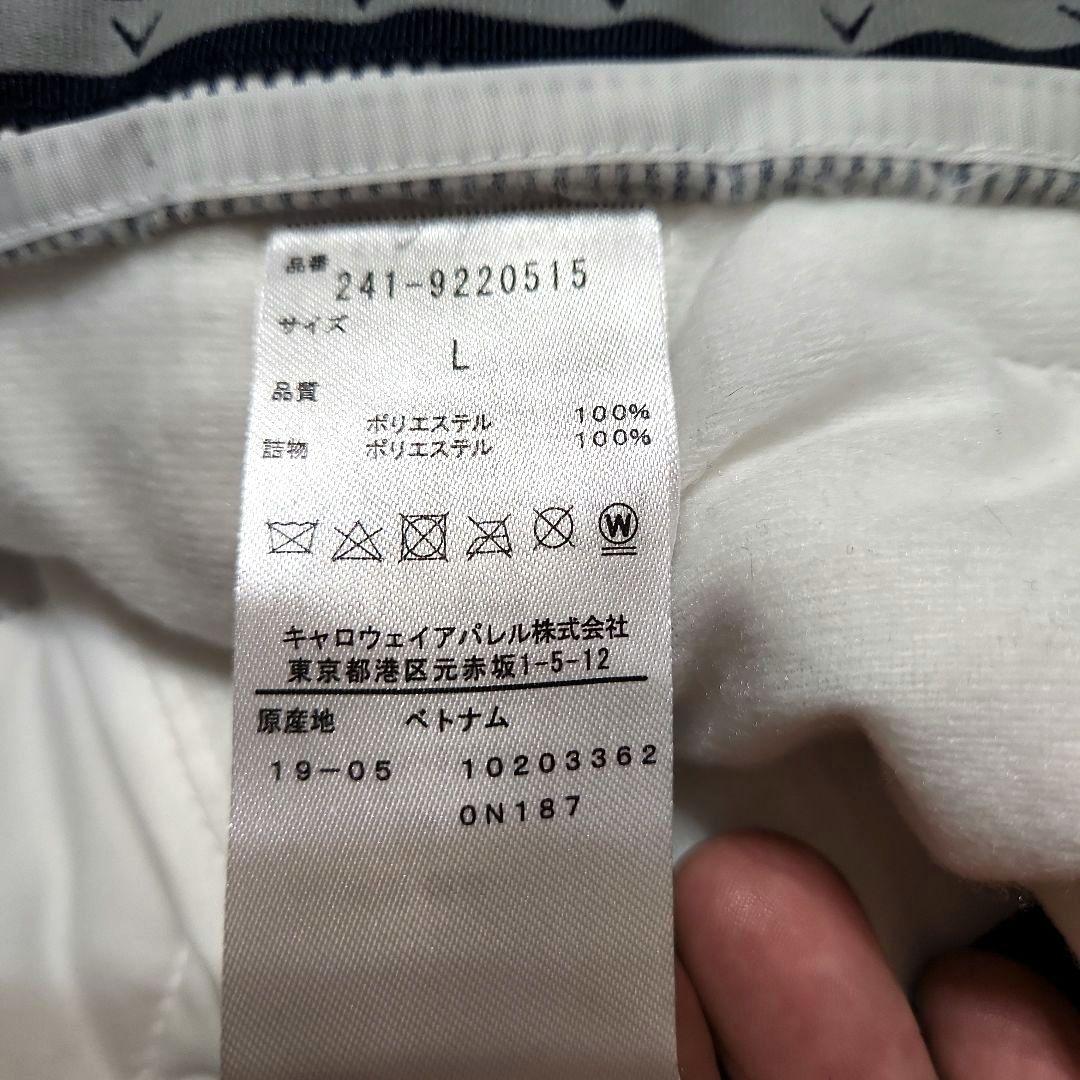 品番 241-9220515
サイズ
L
品質
ポリエステル 100%
詰物 ポリエステル 100%
W
キャロウェイアパレル株式会社
東京都港区元赤坂1-5-12
原産地 ベトナム
19-05 10203362
0N187